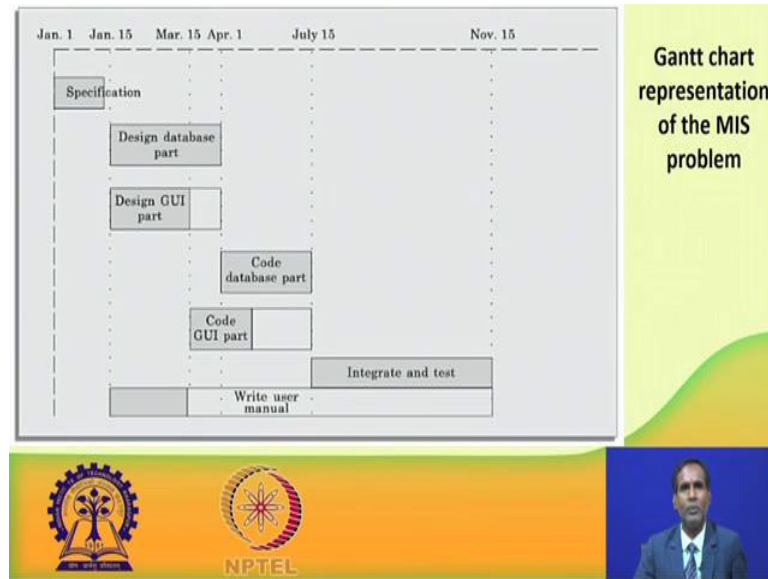 Jan. 1 Jan. 15 Mar. 15 Apr. 1 July 15 Nov. 15
Specification
Design database
part
Design GUI
part
Code
database part
Code
GUI part
Integrate and test
Write user
manual
Gantt chart
representation
of the MIS
problem
NPTEL